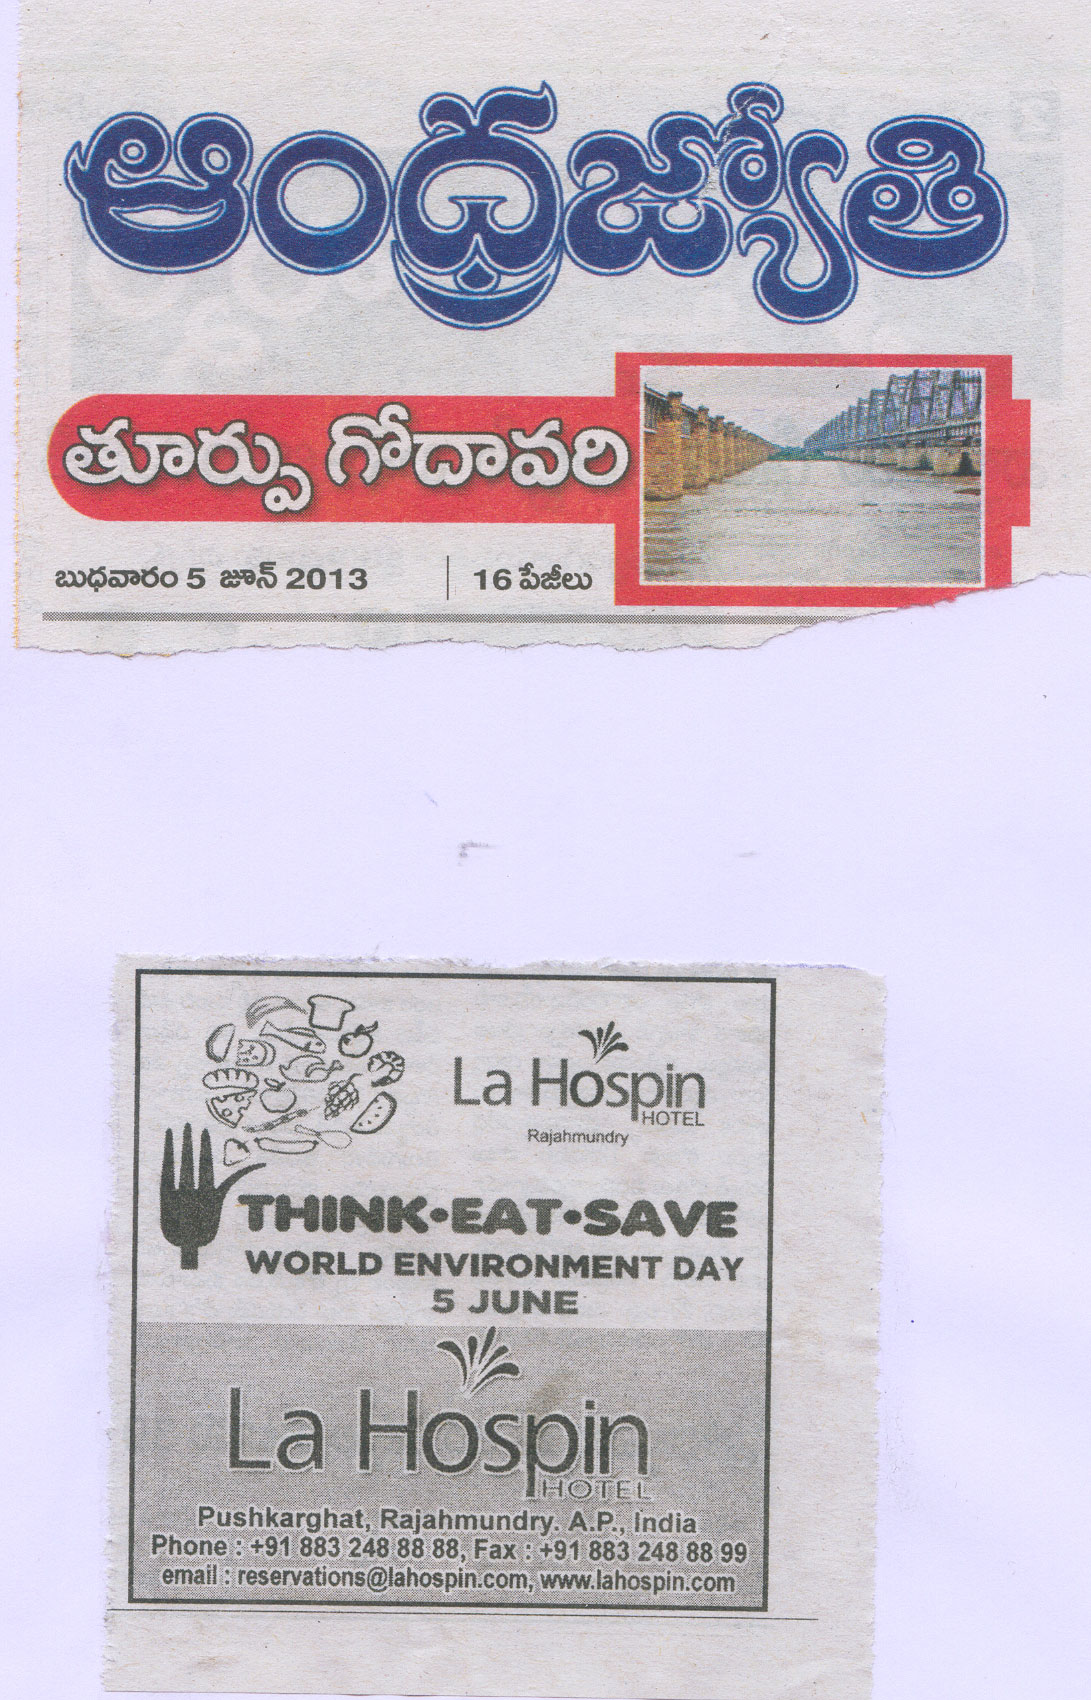 ఆంధ్రజ్యోతి
తూర్పు గోదావరి
బుధవారం 5 జూన్ 2013 16 పేజీలు
La Hospin
HOTEL
Rajahmundry
THINK•EAT•SAVE
WORLD ENVIRONMENT DAY
5 JUNE
La Hospin
HOTEL
Pushkarghat, Rajahmundry. A.P., India
Phone : +91 883 248 88 88, Fax : +91 883 248 88 99
email : reservations@lahospin.com, www.lahospin.com